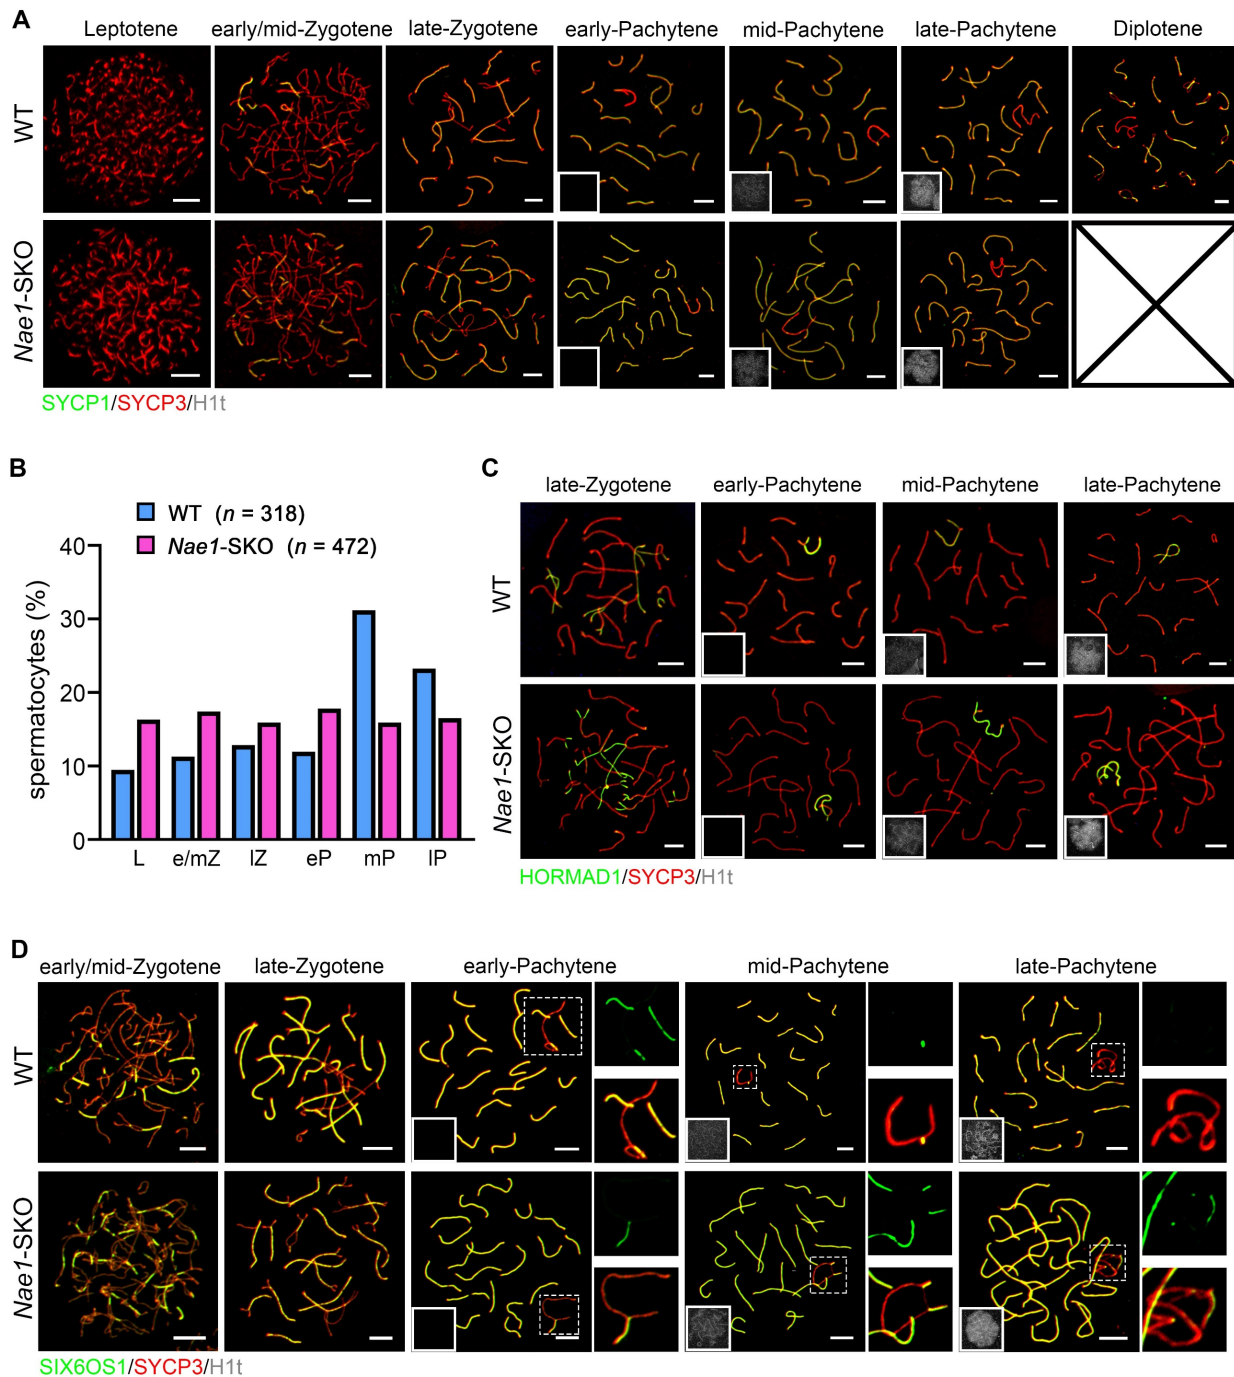 A
Leptotene early/mid-Zygotene late-Zygotene early-Pachytene mid-Pachytene late-Pachytene Diplotene
WT
Nae1-SKO
SYCP1/SYCP3/H1t
B
WT (n = 318)
Nae1-SKO (n = 472)
spermatocytes (%)
40
30
20
10
0
L e/mZ lZ eP mP lP
C
late-Zygotene early-Pachytene mid-Pachytene late-Pachytene
WT
Nae1-SKO
HORMAD1/SYCP3/H1t
D
early/mid-Zygotene late-Zygotene early-Pachytene mid-Pachytene late-Pachytene
WT
Nae1-SKO
SIX6OS1/SYCP3/H1t